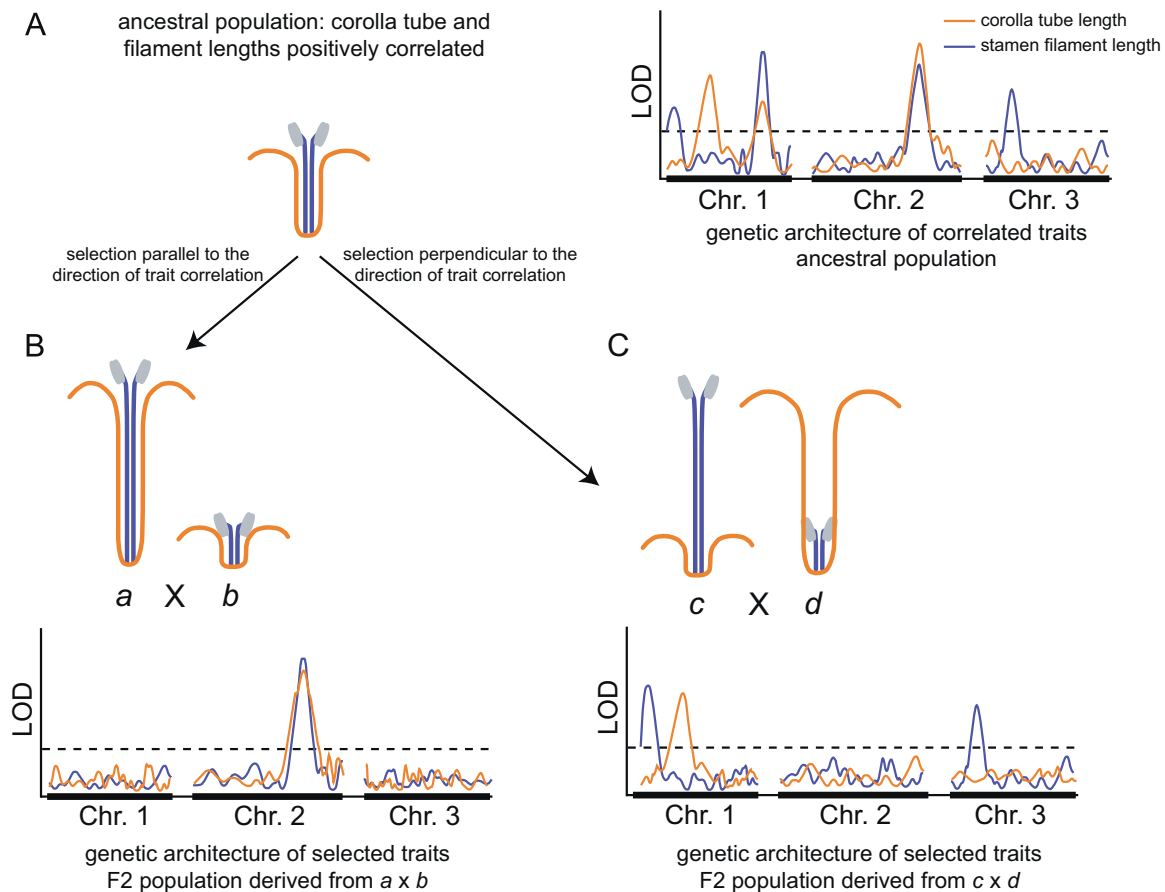 A
ancestral population: corolla tube and
filament lengths positively correlated
corolla tube length
stamen filament length
LOD
Chr. 1
Chr. 2
Chr. 3
genetic architecture of correlated traits
ancestral population
selection parallel to the
direction of trait correlation
selection perpendicular to the
direction of trait correlation
B
a X b
LOD
Chr. 1
Chr. 2
Chr. 3
genetic architecture of selected traits
F2 population derived from a x b
C
c X d
LOD
Chr. 1
Chr. 2
Chr. 3
genetic architecture of selected traits
F2 population derived from c x d